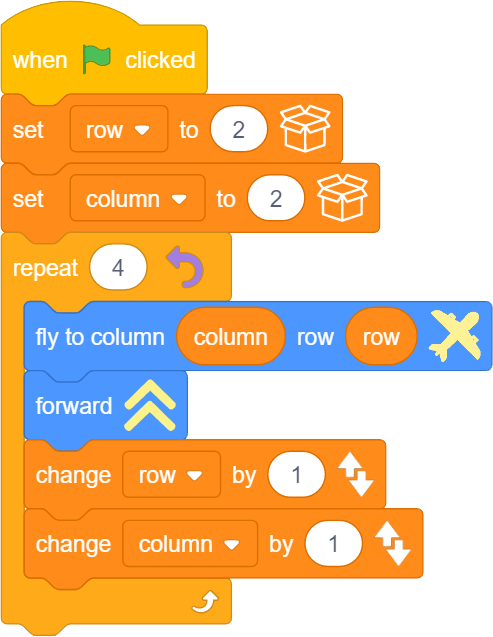 when clicked
set row to 2
set column to 2
repeat 4
fly to column column row row
forward
change row by 1
change column by 1